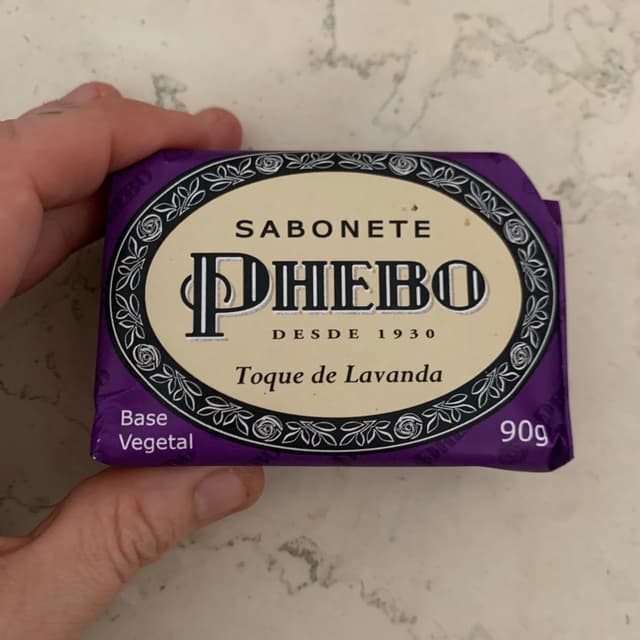 SABONETE
PHEBO
DESDE 1930
Toque de Lavanda
Base
Vegetal
90g